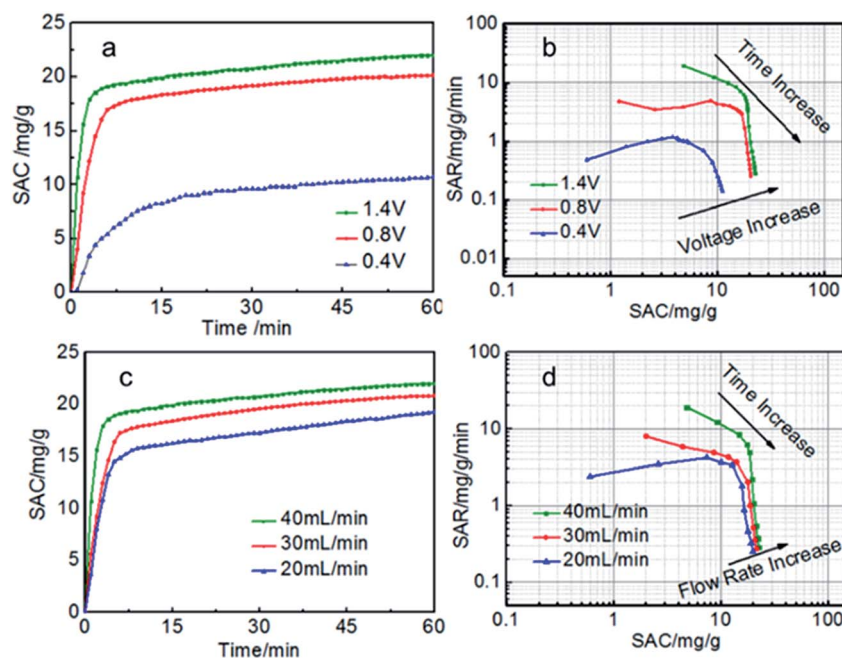 a
25
20
15
10
5
0
SAC /mg/g
0
15
30
45
60
Time /min
1.4V
0.8V
0.4V
b
100
10
1
0.1
0.01
SAR/mg/g/min
0.1
1
10
100
SAC/mg/g
Time Increase
Voltage Increase
1.4V
0.8V
0.4V
c
25
20
15
10
5
0
SAC/mg/g
0
15
30
45
60
Time/min
40mL/min
30mL/min
20mL/min
d
100
10
1
0.1
SAR/mg/g/min
0.1
1
10
100
SAC/mg/g
Time Increase
Flow Rate Increase
40mL/min
30mL/min
20mL/min